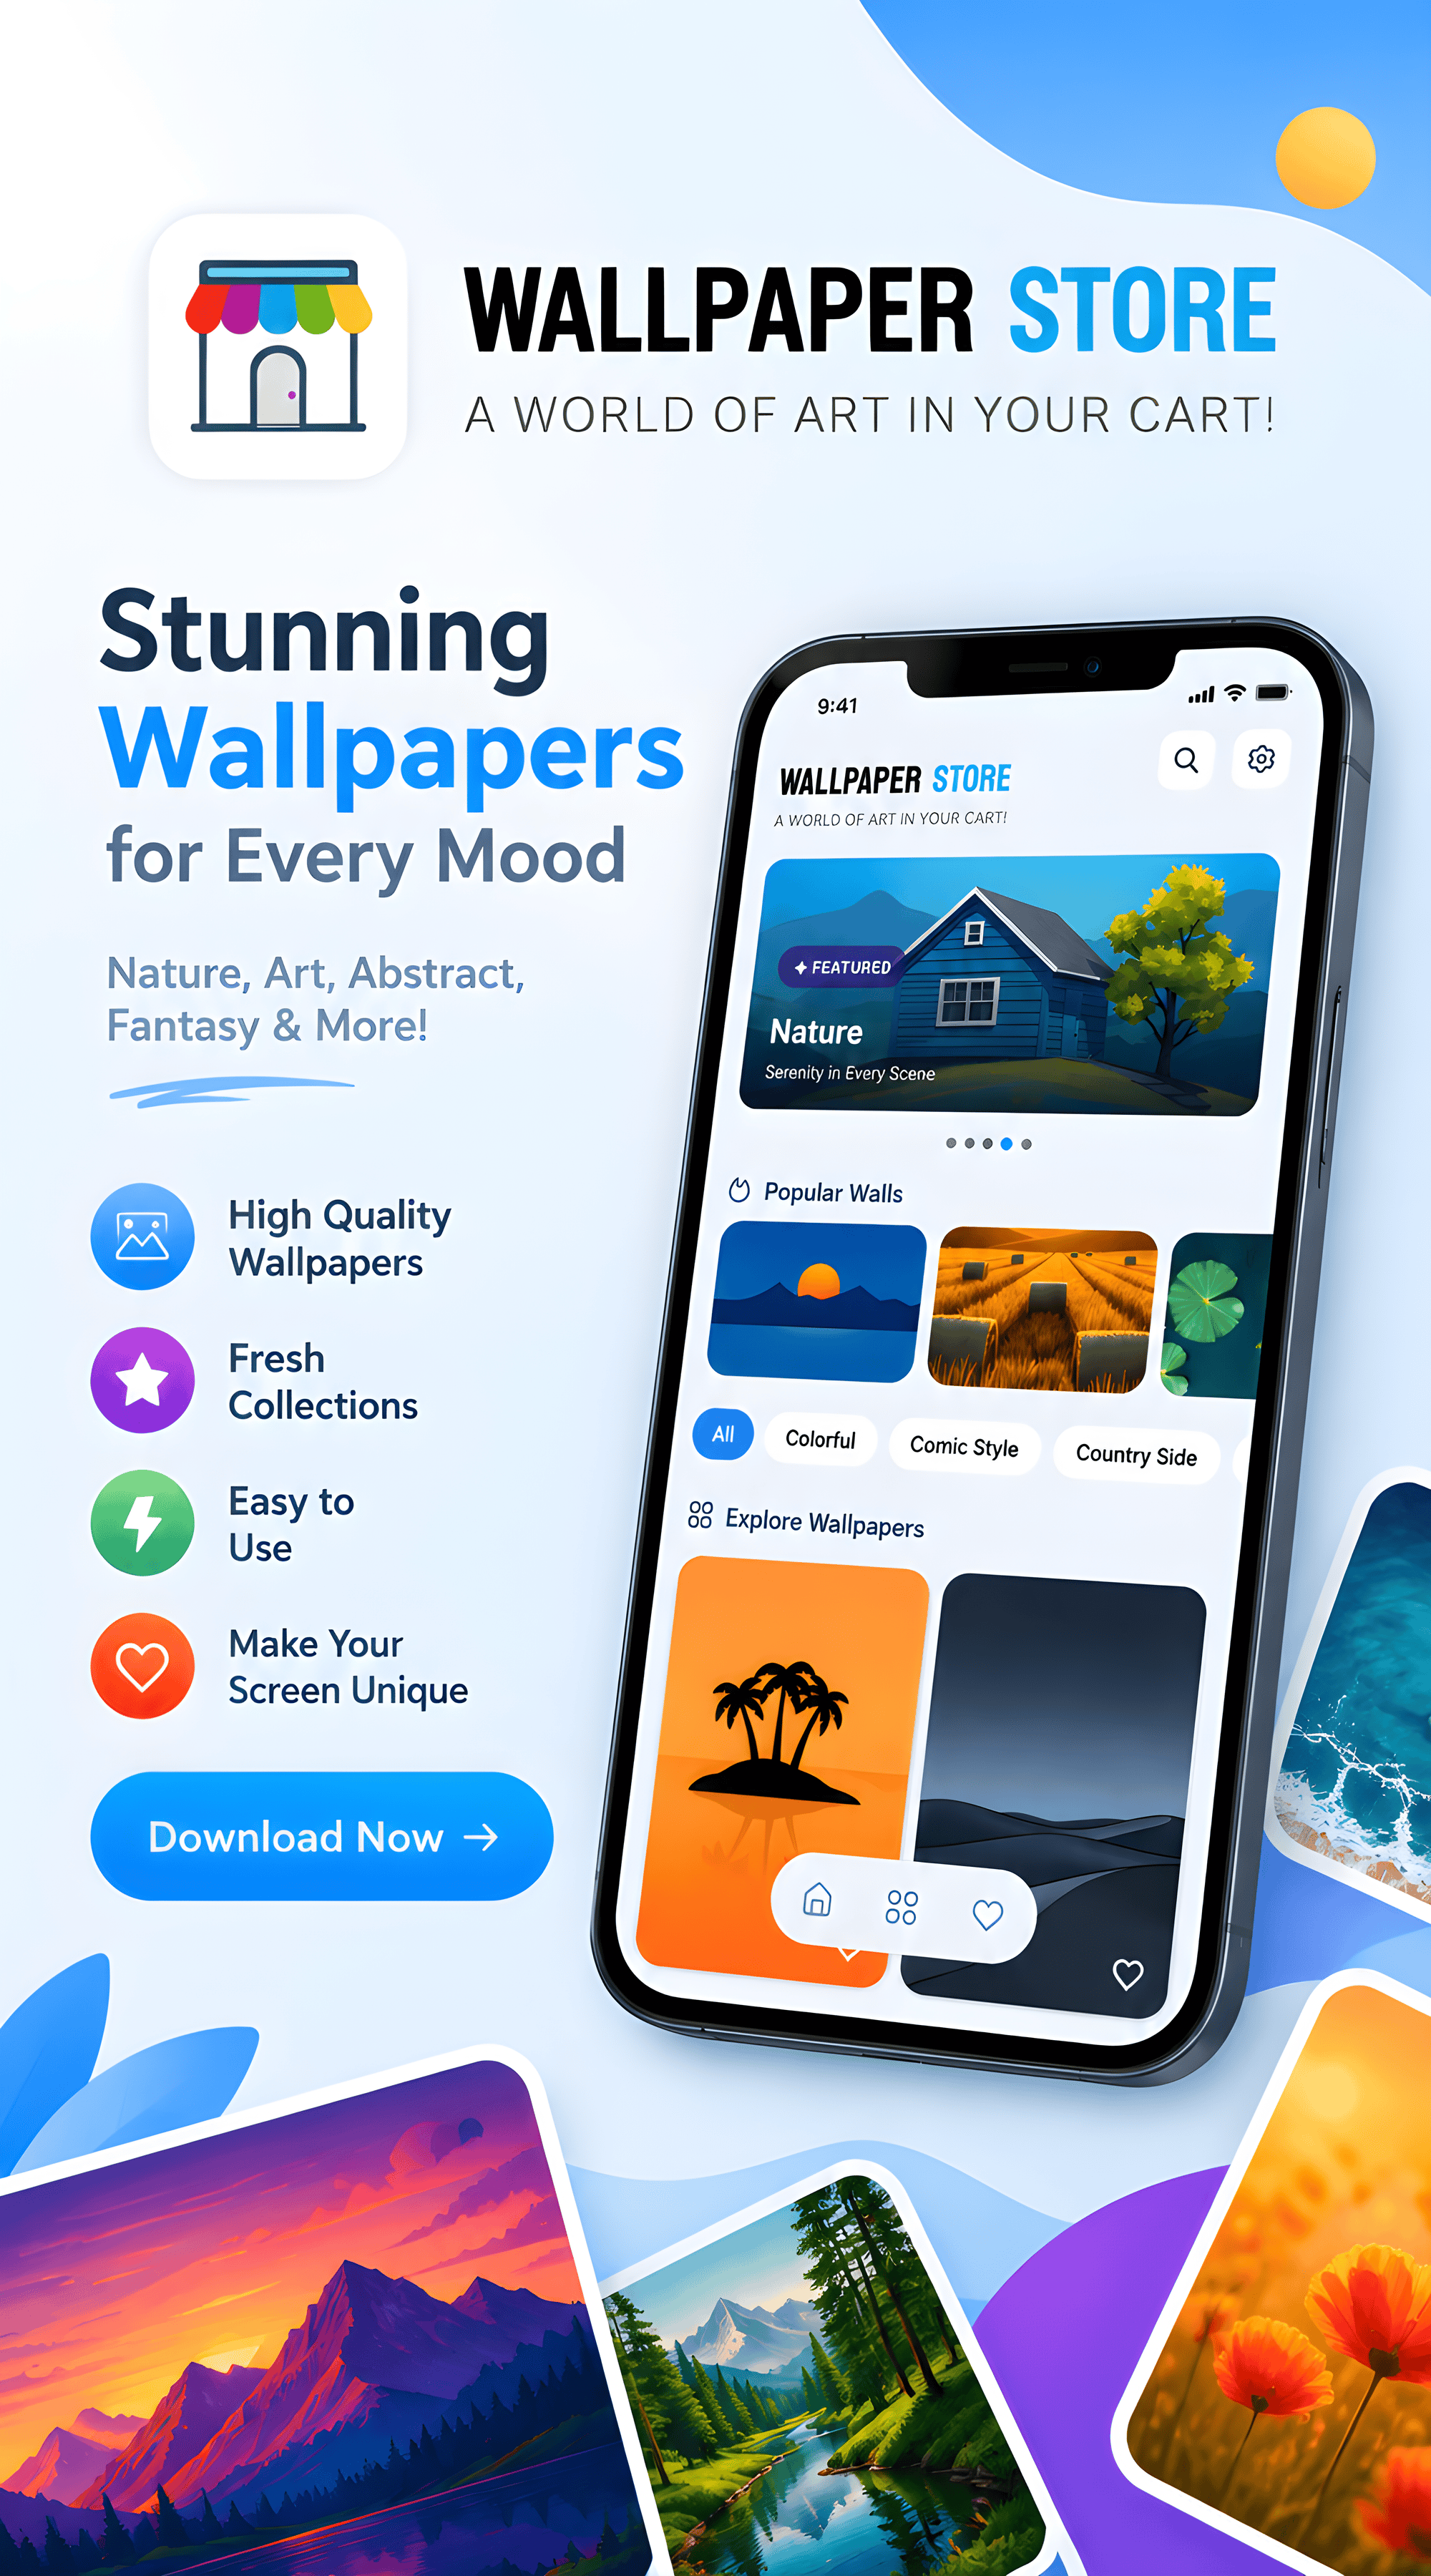 WALLPAPER STORE
A WORLD OF ART IN YOUR CART!
Stunning
Wallpapers
for Every Mood
Nature, Art, Abstract,
Fantasy & More!
High Quality
Wallpapers
Fresh
Collections
Easy to
Use
Make Your
Screen Unique
Download Now
9:41
WALLPAPER STORE
A WORLD OF ART IN YOUR CART!
FEATURED
Nature
Serenity in Every Scene
Popular Walls
All Colorful Comic Style Country Side
Explore Wallpapers